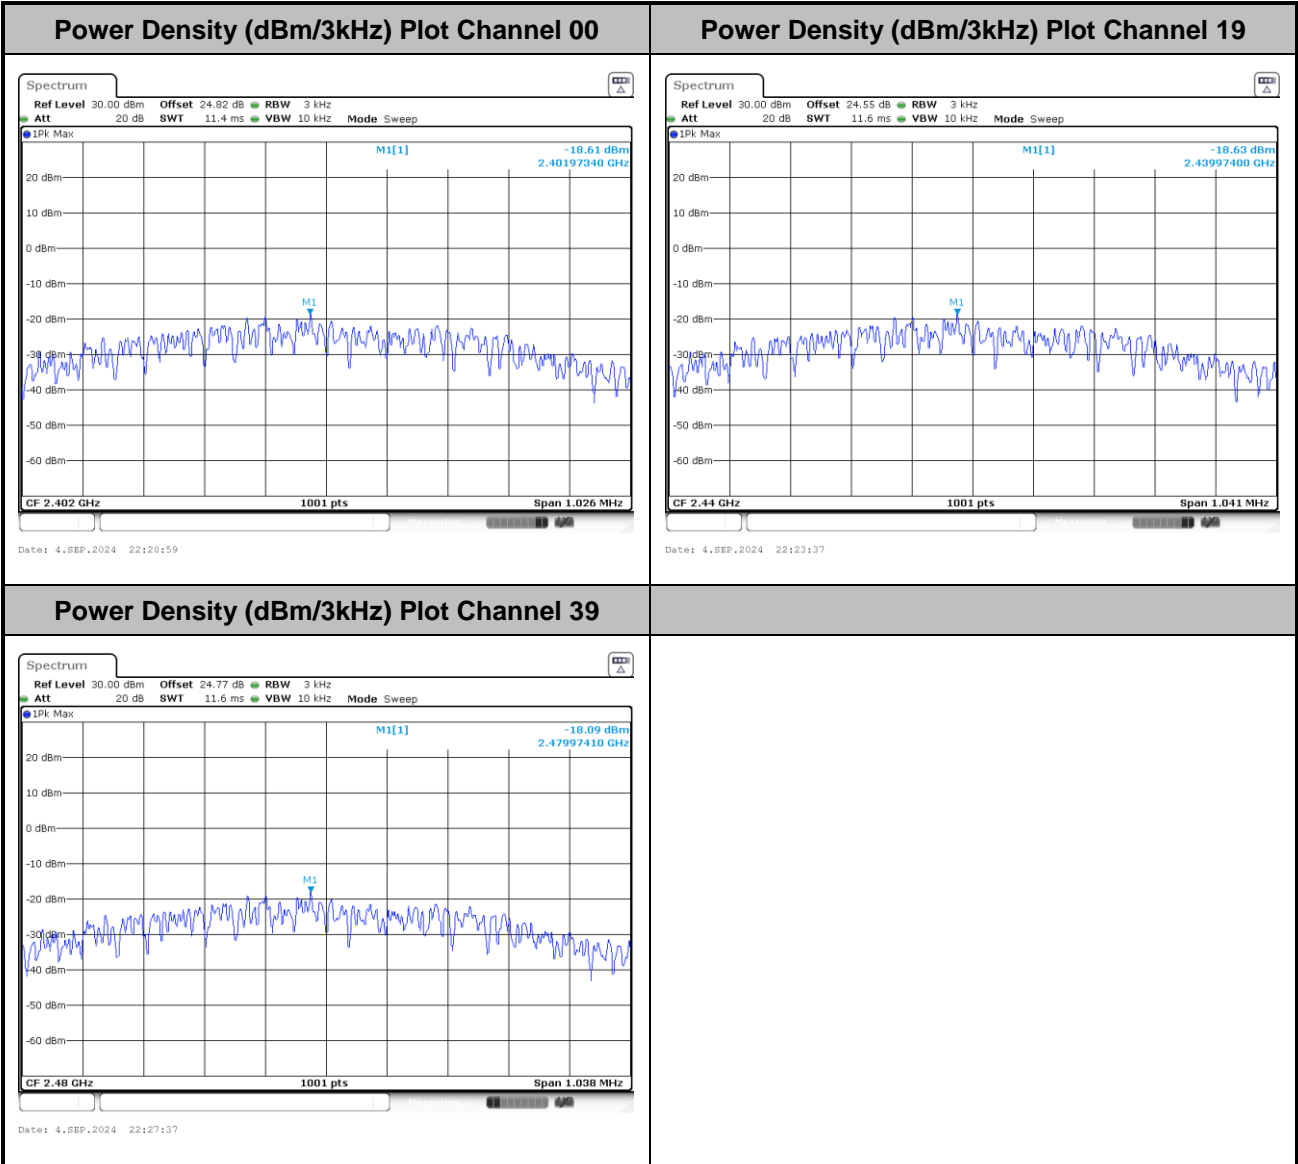 Power Density (dBm/3kHz) Plot Channel 00
Power Density (dBm/3kHz) Plot Channel 19
Spectrum
Ref Level 30.00 dBm Offset 24.82 dB RBW 3 kHz
Att 20 dB SWT 11.4 ms VBW 10 kHz Mode Sweep
1Pk Max
M1[1] -18.61 dBm
2.40197340 GHz
20 dBm
10 dBm
0 dBm
-10 dBm
M1
-20 dBm
-30 dBm
-40 dBm
-50 dBm
-60 dBm
CF 2.402 GHz 1001 pts Span 1.026 MHz
Measuring...
Date: 4.SEP.2024 22:20:59
Spectrum
Ref Level 30.00 dBm Offset 24.55 dB RBW 3 kHz
Att 20 dB SWT 11.6 ms VBW 10 kHz Mode Sweep
1Pk Max
M1[1] -18.63 dBm
2.43997400 GHz
20 dBm
10 dBm
0 dBm
-10 dBm
M1
-20 dBm
-30 dBm
-40 dBm
-50 dBm
-60 dBm
CF 2.44 GHz 1001 pts Span 1.041 MHz
Measuring...
Date: 4.SEP.2024 22:23:37
Power Density (dBm/3kHz) Plot Channel 39
Spectrum
Ref Level 30.00 dBm Offset 24.77 dB RBW 3 kHz
Att 20 dB SWT 11.6 ms VBW 10 kHz Mode Sweep
1Pk Max
M1[1] -18.09 dBm
2.47997410 GHz
20 dBm
10 dBm
0 dBm
-10 dBm
M1
-20 dBm
-30 dBm
-40 dBm
-50 dBm
-60 dBm
CF 2.48 GHz 1001 pts Span 1.038 MHz
Measuring...
Date: 4.SEP.2024 22:27:37